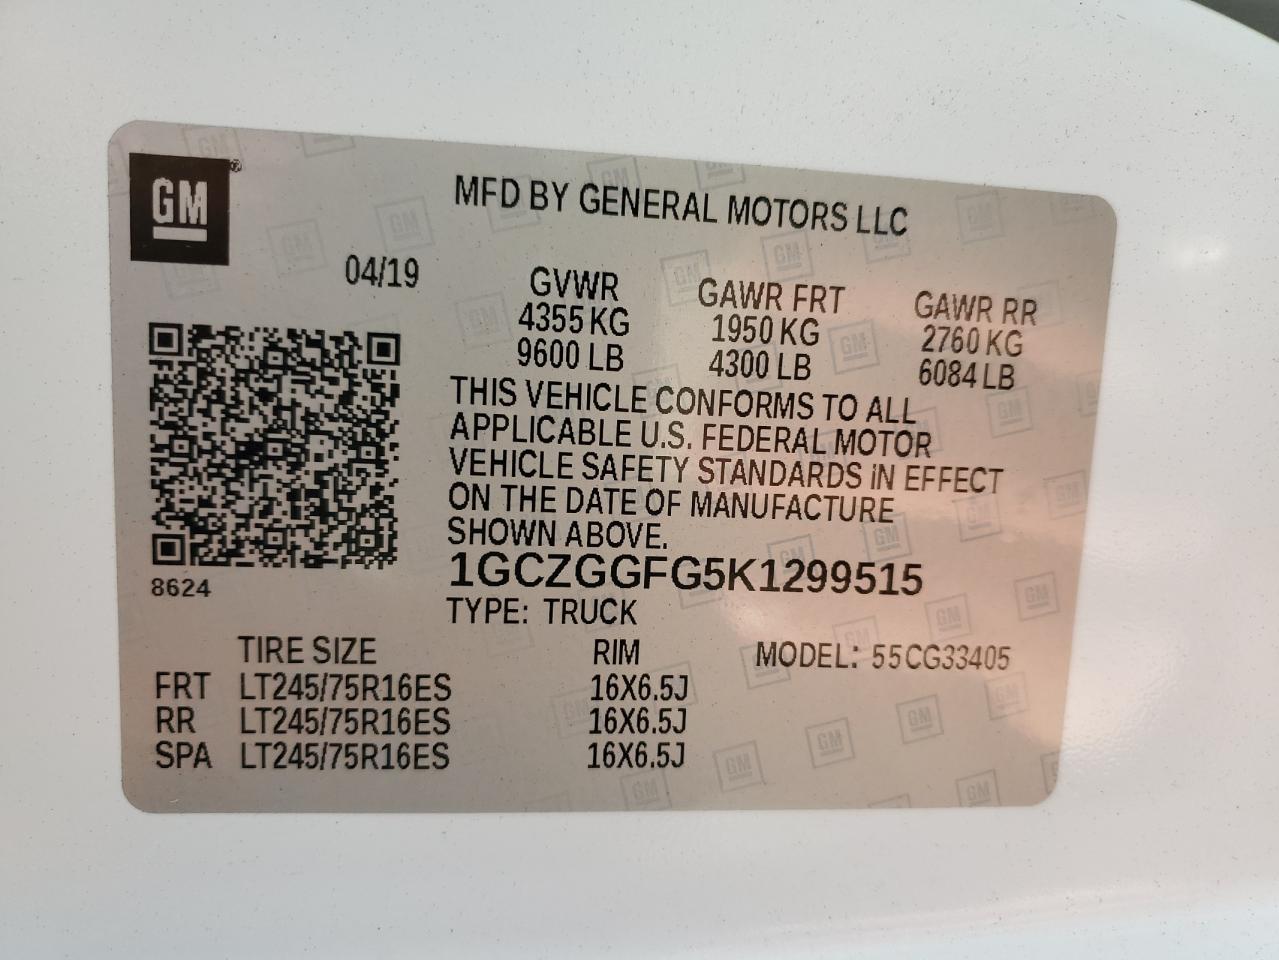 GM®
MFD BY GENERAL MOTORS LLC
04/19
GVWR GAWR FRT GAWR RR
4355 KG 1950 KG 2760 KG
9600 LB 4300 LB 6084 LB
THIS VEHICLE CONFORMS TO ALL
APPLICABLE U.S. FEDERAL MOTOR
VEHICLE SAFETY STANDARDS IN EFFECT
ON THE DATE OF MANUFACTURE
SHOWN ABOVE.
1GCZGGFG5K1299515
8624
TYPE: TRUCK
TIRE SIZE RIM MODEL: 55CG33405
FRT LT245/75R16ES 16X6.5J
RR LT245/75R16ES 16X6.5J
SPA LT245/75R16ES 16X6.5J